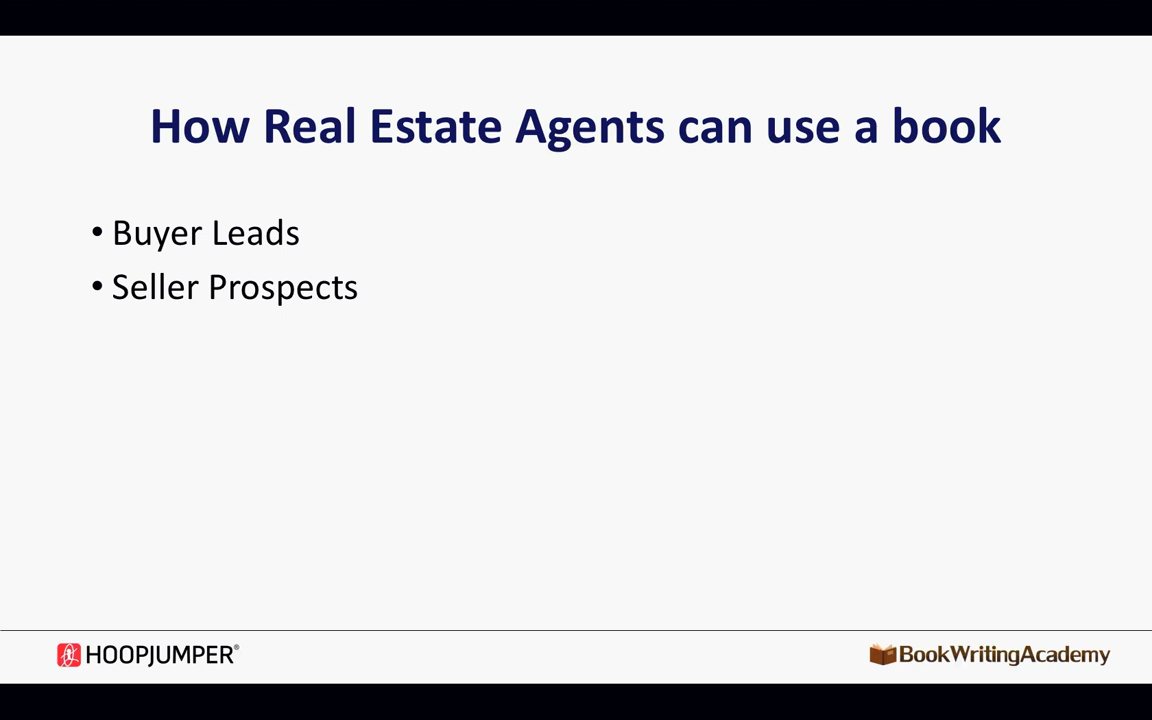 How Real Estate Agents can use a book
• Buyer Leads
• Seller Prospects
HOOPJUMPER®
BookWritingAcademy